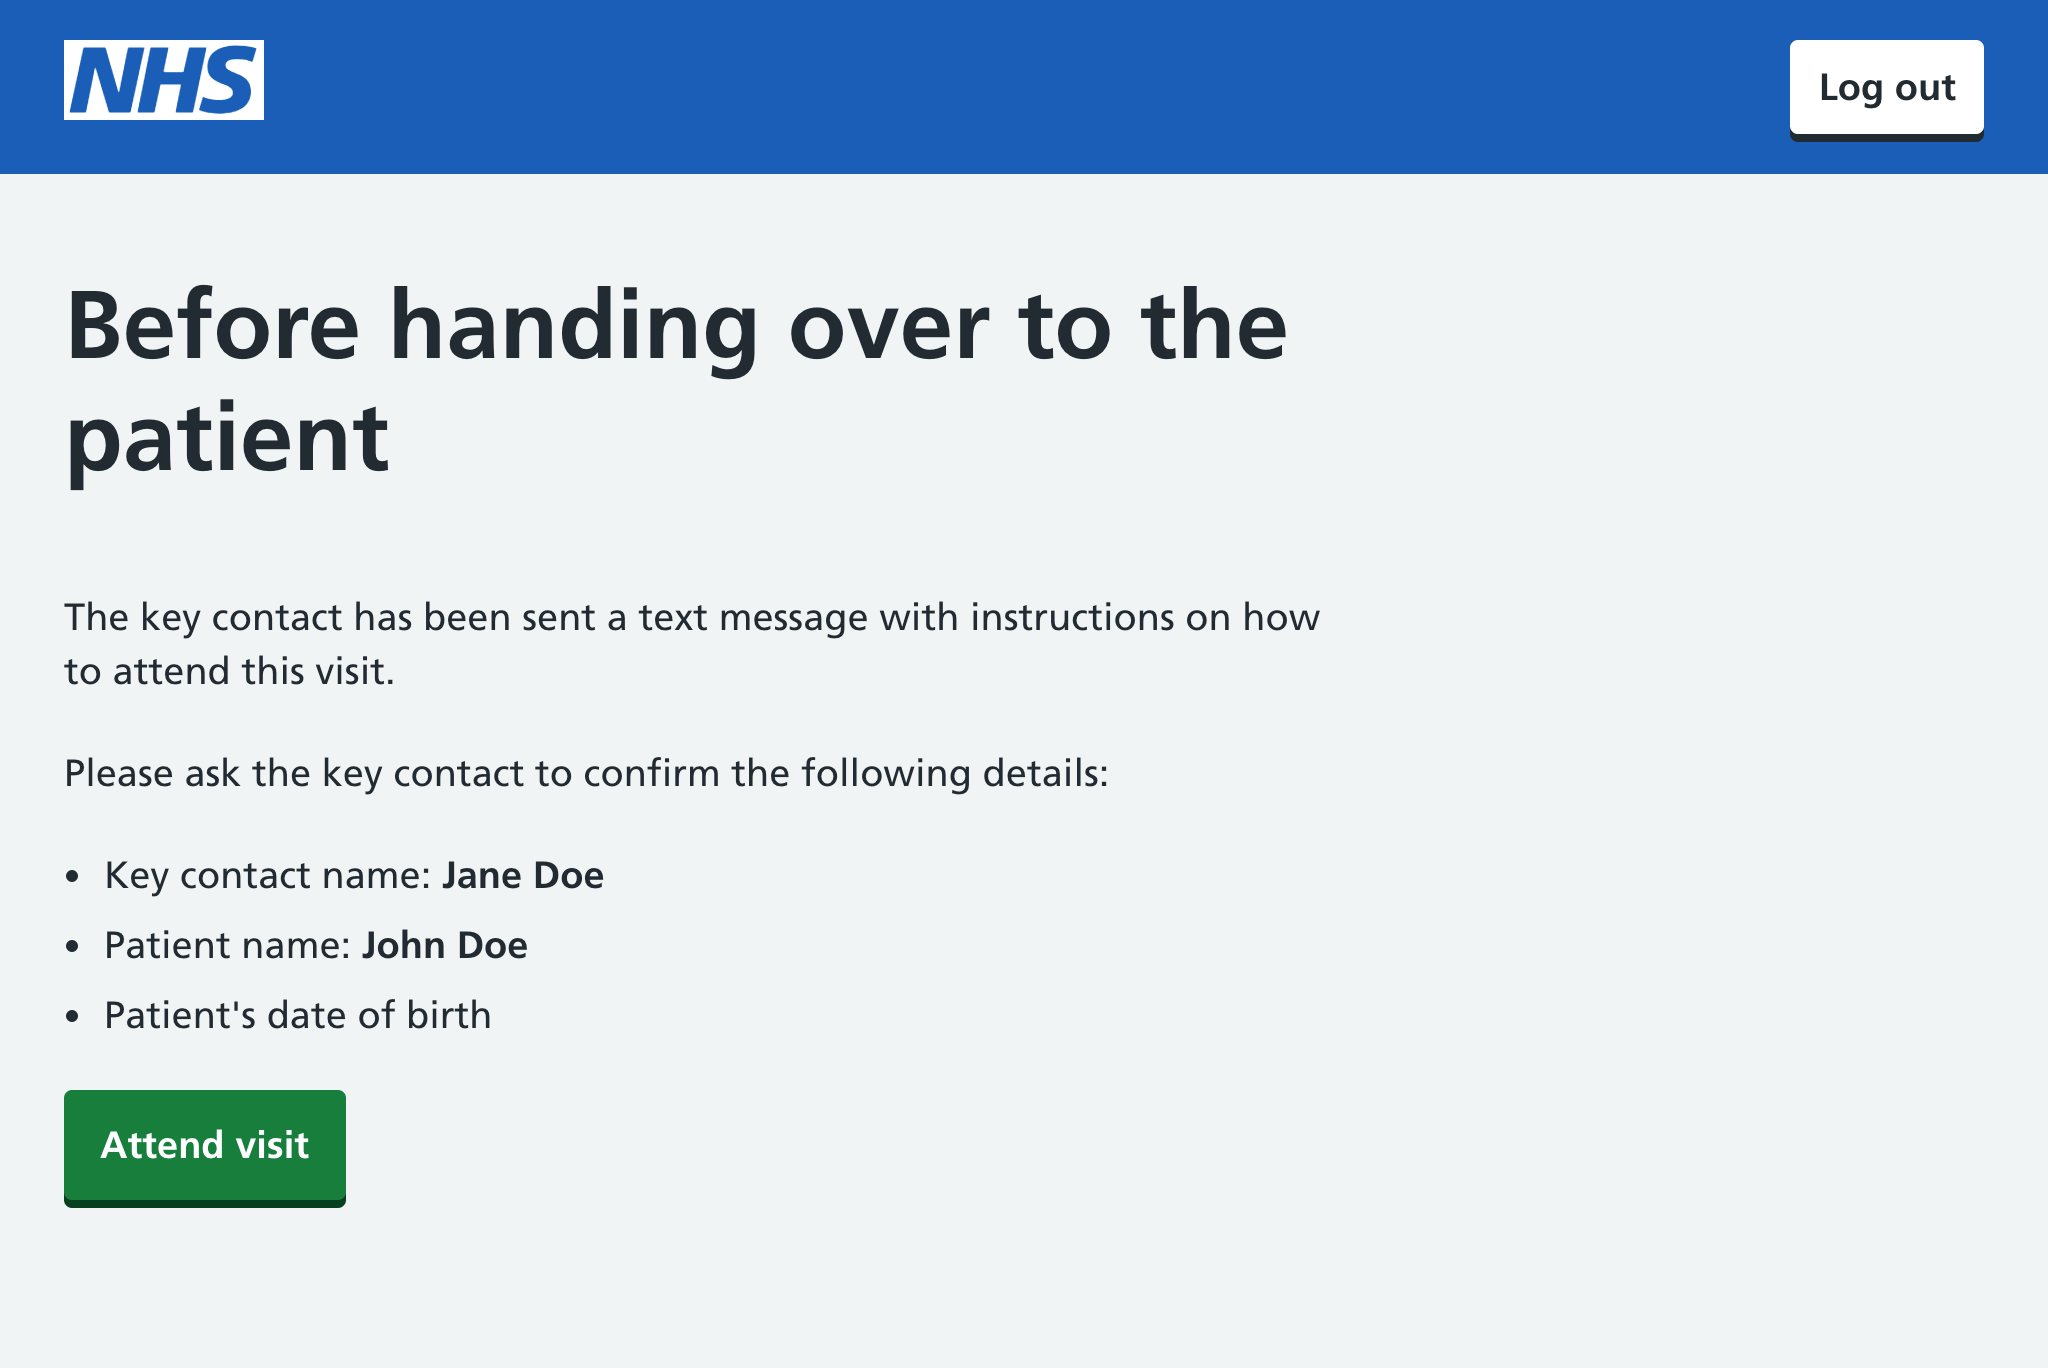 NHS
Log out
Before handing over to the
patient
The key contact has been sent a text message with instructions on how
to attend this visit.
Please ask the key contact to confirm the following details:
• Key contact name: Jane Doe
• Patient name: John Doe
• Patient's date of birth
Attend visit